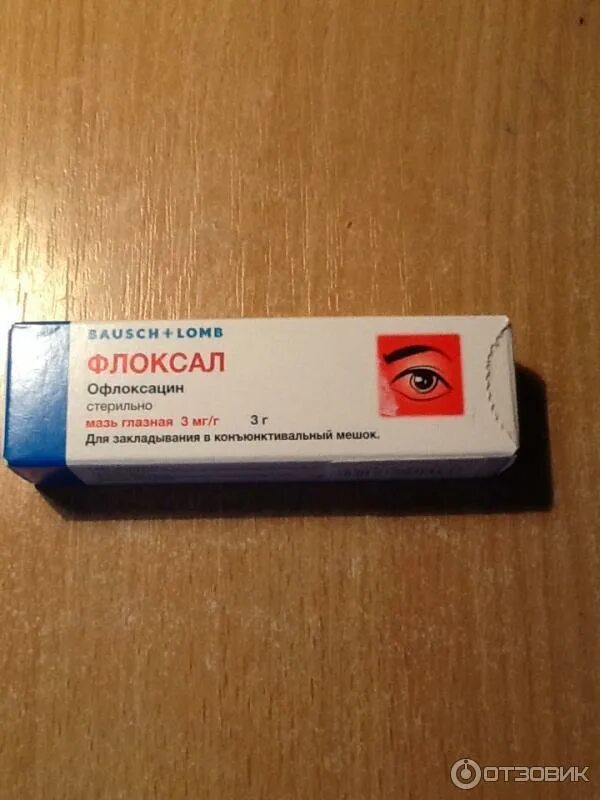 BAUSCH + LOMB
ФЛОКСАЛ
Офлоксацин
стерильно
мазь глазная 3 мг/г 3 г
Для закладывания в конъюнктивальный мешок.
ОТЗОВИК